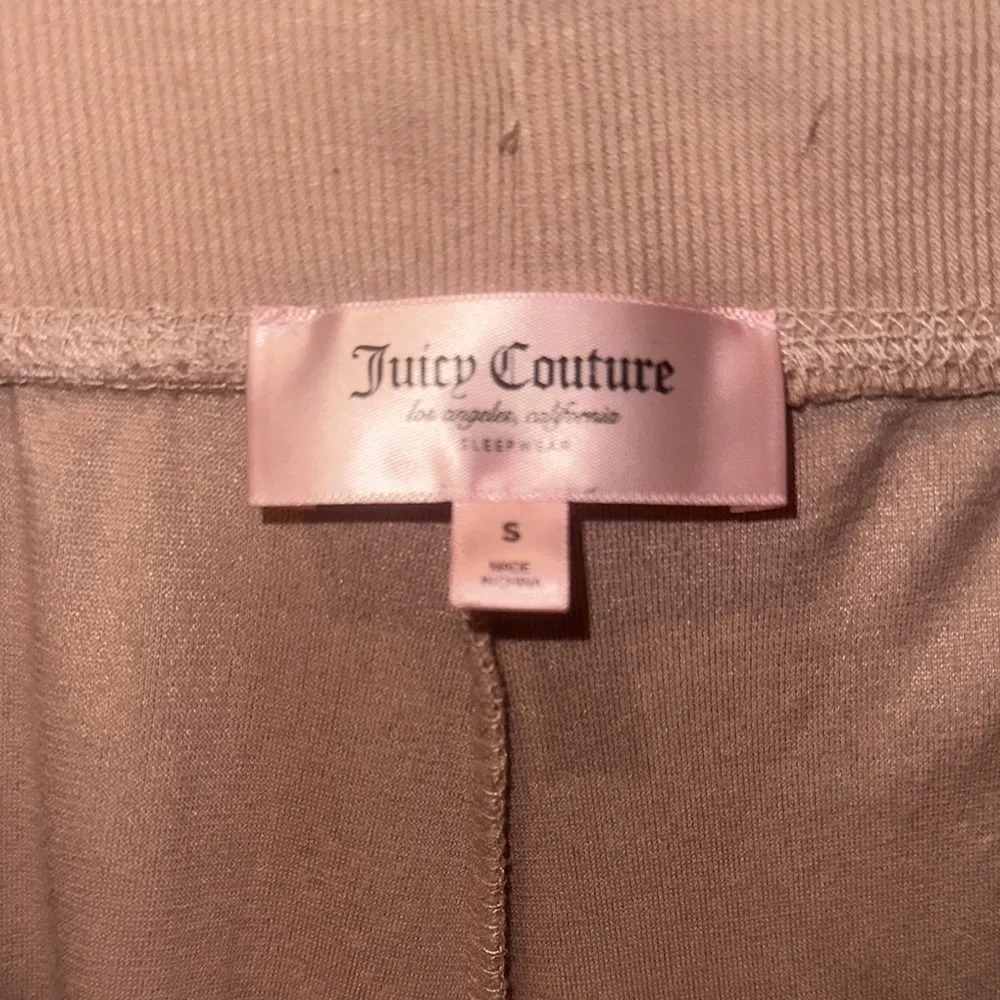 Juicy Couture
los angeles, california
SLEEPWEAR
S
MADE
IN CHINA